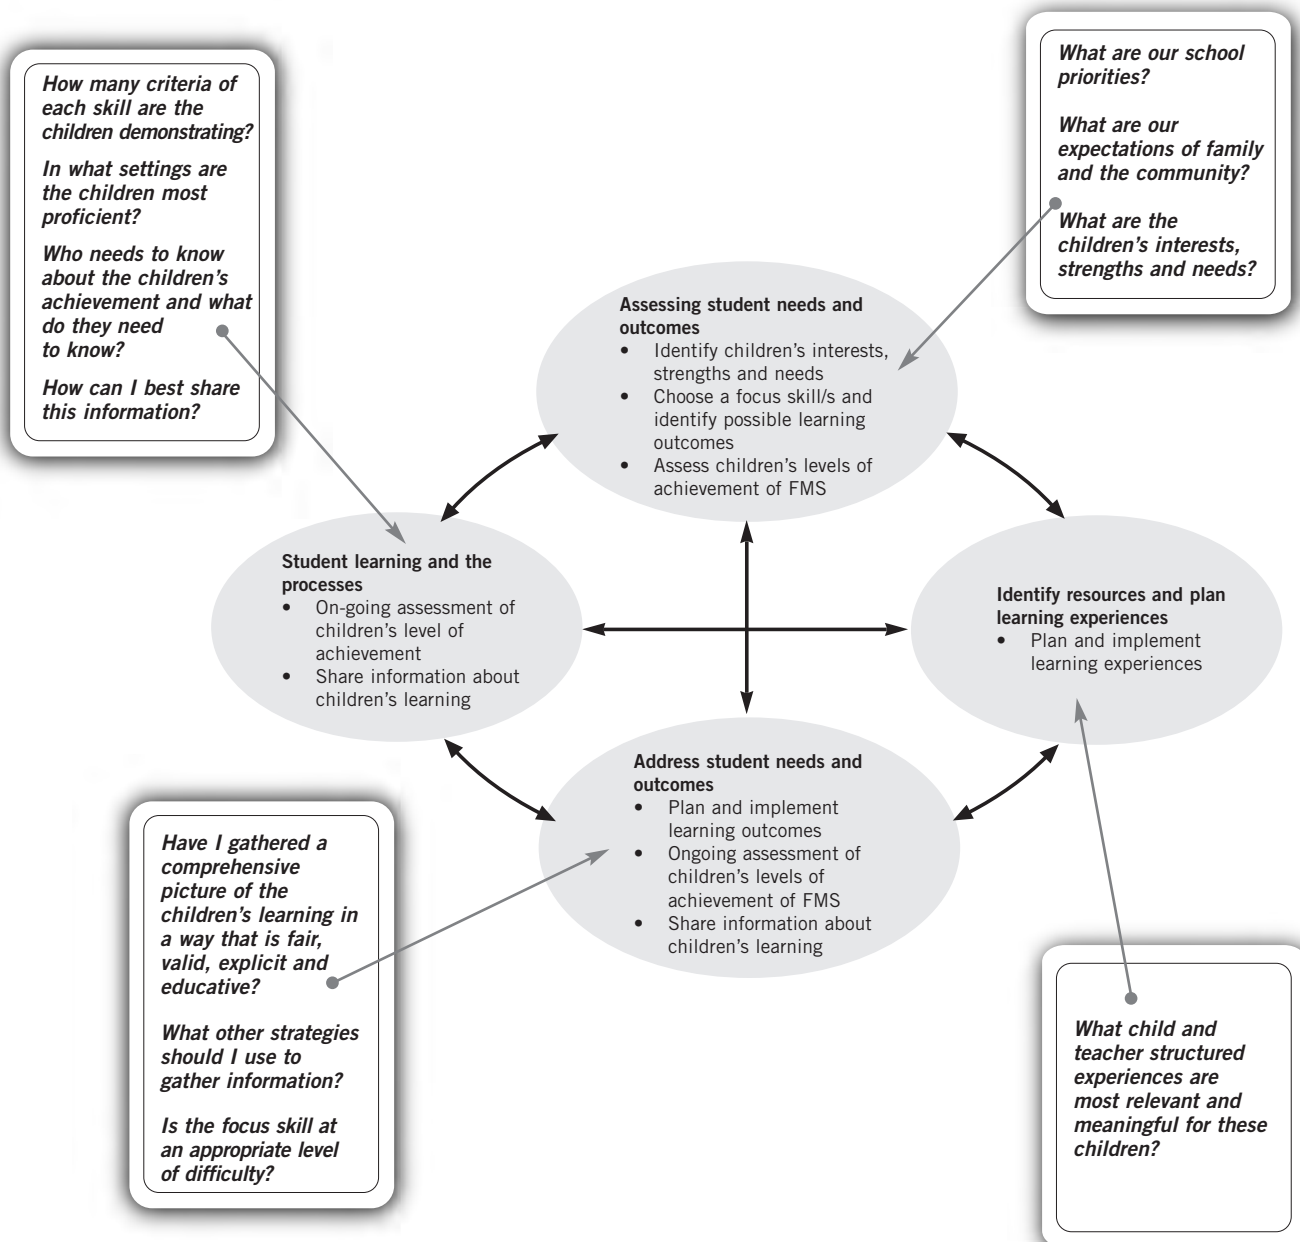 How many criteria of
each skill are the
children demonstrating?
In what settings are
the children most
proficient?
Who needs to know
about the children's
achievement and what
do they need
to know?
How can I best share
this information?
What are our school
priorities?
What are our
expectations of family
and the community?
What are the
children's interests,
strengths and needs?
Assessing student needs and
outcomes
• Identify children's interests,
strengths and needs
• Choose a focus skill/s and
identify possible learning
outcomes
• Assess children's levels of
achievement of FMS
Student learning and the
processes
• On-going assessment of
children's level of
achievement
• Share information about
children's learning
Identify resources and plan
learning experiences
• Plan and implement
learning experiences
Address student needs and
outcomes
• Plan and implement
learning outcomes
• Ongoing assessment of
children's levels of
achievement of FMS
• Share information about
children's learning
Have I gathered a
comprehensive
picture of the
children's learning in
a way that is fair,
valid, explicit and
educative?
What other strategies
should I use to
gather information?
Is the focus skill at
an appropriate level
of difficulty?
What child and
teacher structured
experiences are
most relevant and
meaningful for these
children?